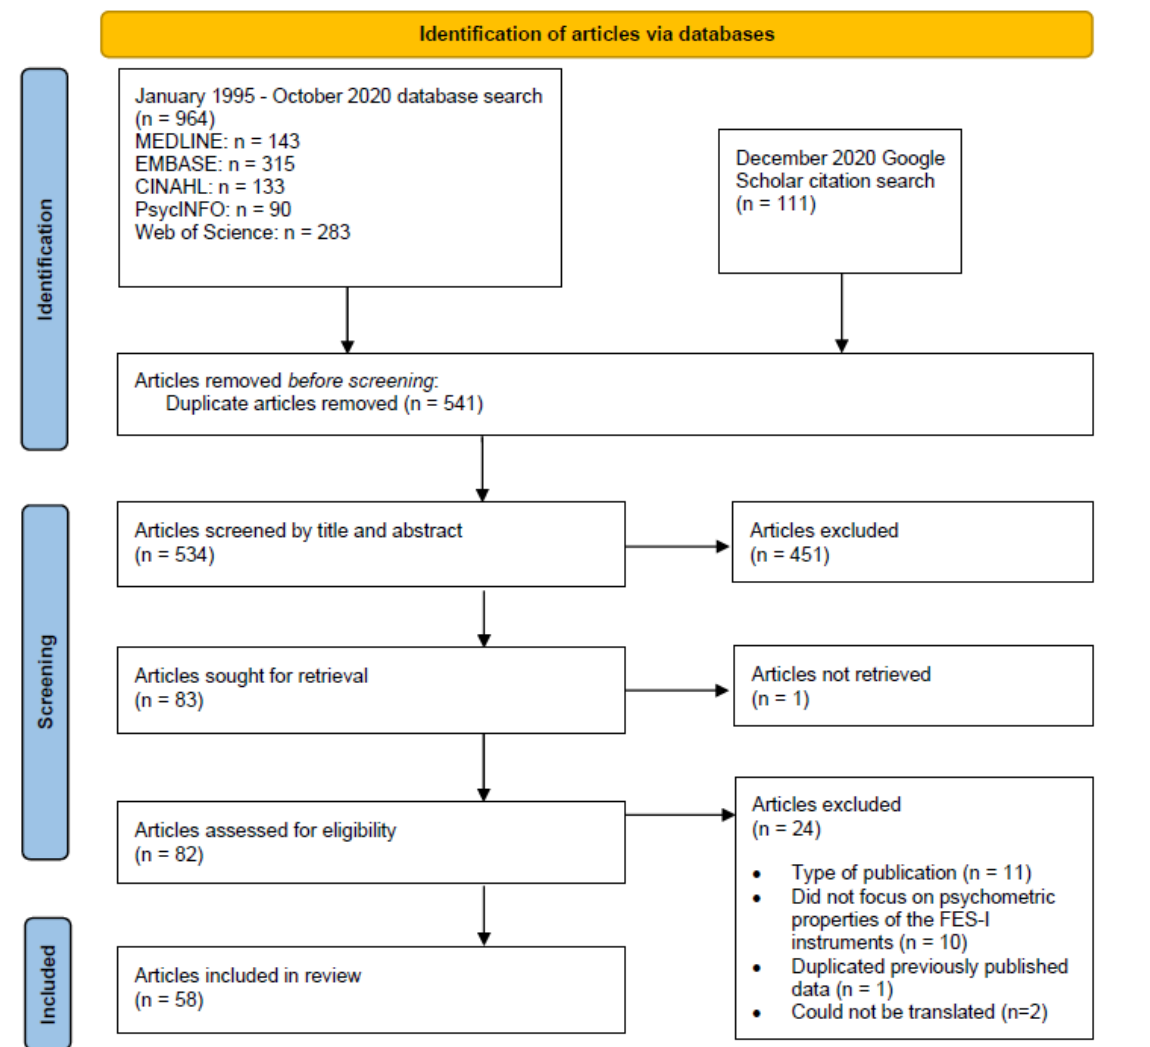 Identification of articles via databases
Identification
January 1995 - October 2020 database search
(n = 964)
MEDLINE: n = 143
EMBASE: n = 315
CINAHL: n = 133
PsycINFO: n = 90
Web of Science: n = 283
December 2020 Google
Scholar citation search
(n = 111)
Articles removed before screening:
Duplicate articles removed (n = 541)
Screening
Articles screened by title and abstract
(n = 534)
Articles excluded
(n = 451)
Articles sought for retrieval
(n = 83)
Articles not retrieved
(n = 1)
Articles assessed for eligibility
(n = 82)
Articles excluded
(n = 24)
• Type of publication (n = 11)
• Did not focus on psychometric
properties of the FES-I
instruments (n = 10)
• Duplicated previously published
data (n = 1)
• Could not be translated (n=2)
Included
Articles included in review
(n = 58)